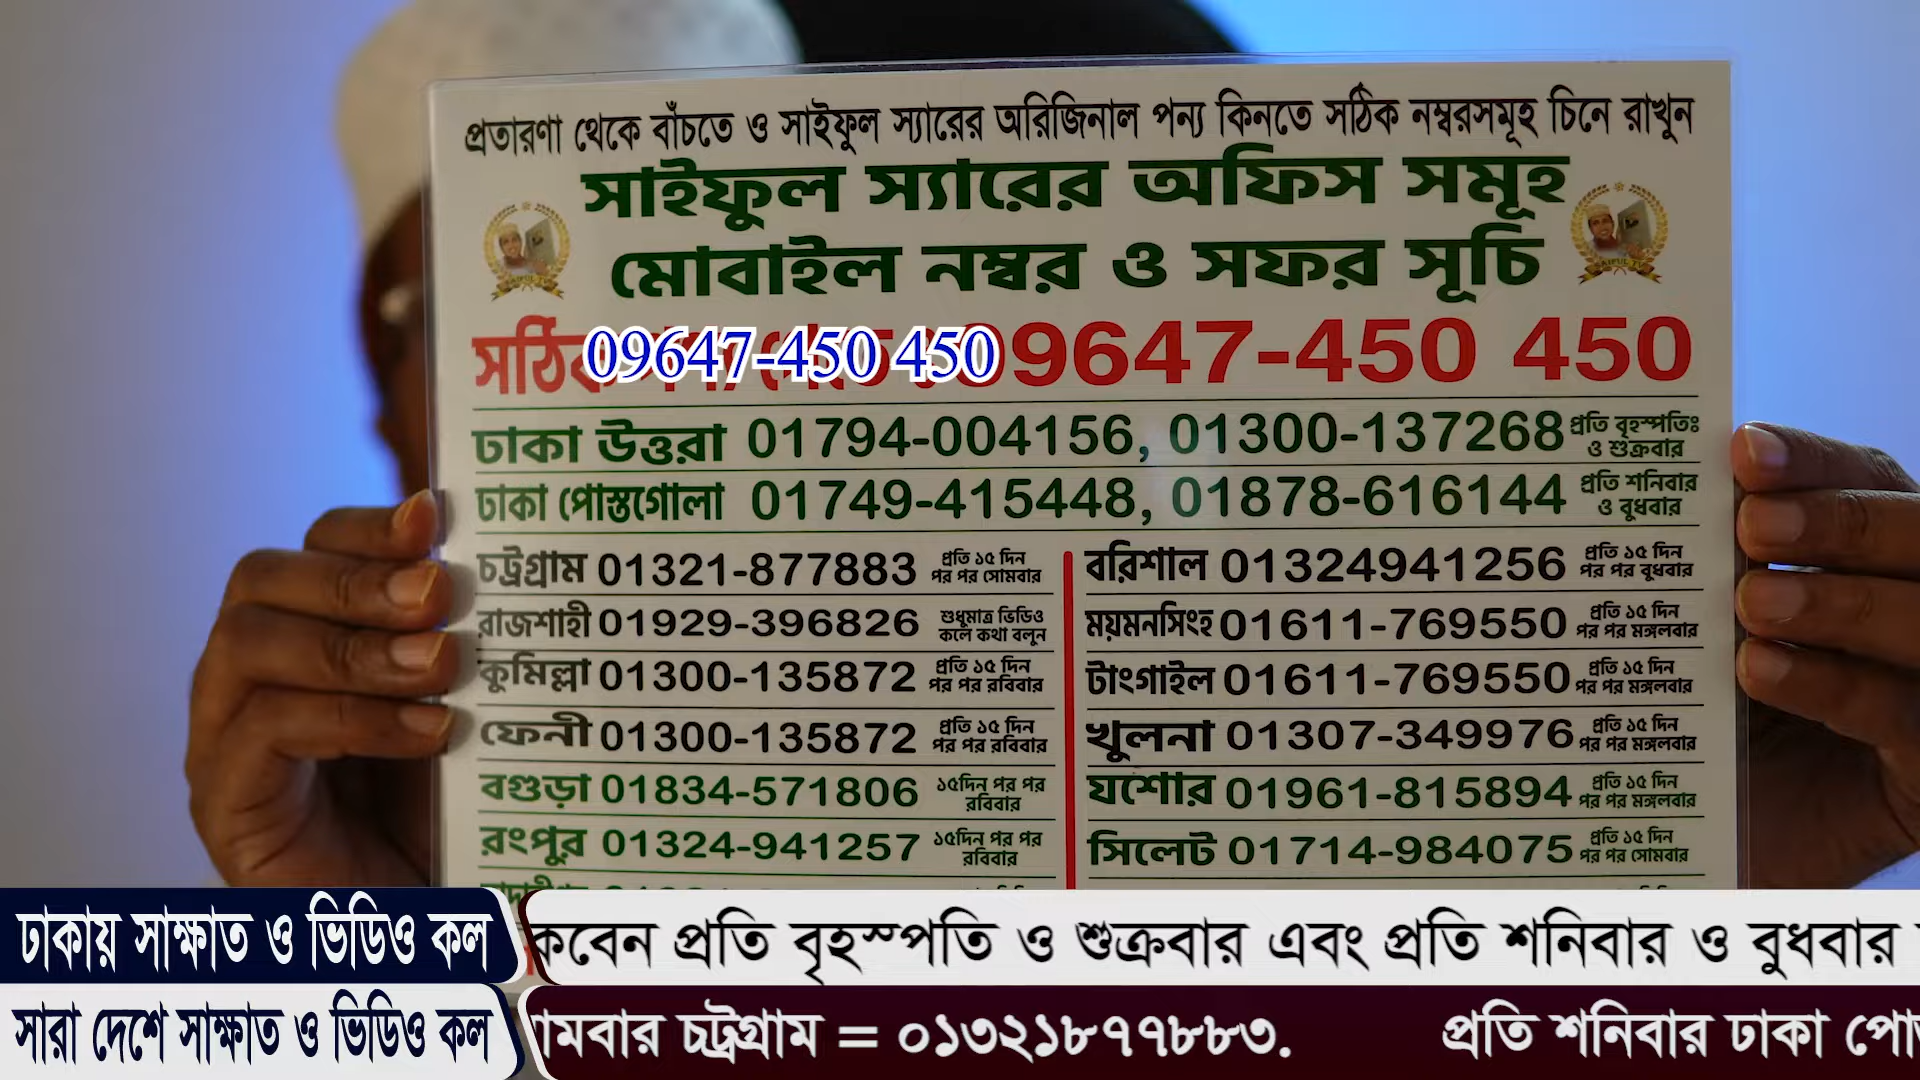 প্রতারণা থেকে বাঁচতে ও সাইফুল স্যারের অরিজিনাল পন্য কিনতে সঠিক নম্বরসমূহ চিনে রাখুন
সাইফুল স্যারের অফিস সমূহ
মোবাইল নম্বর ও সফর সূচি
সঠিক 09647-450 450
09647-450 450
ঢাকা উত্তরা 01794-004156, 01300-137268 প্রতি বৃহস্পতিঃ ও শুক্রবার
ঢাকা পোস্তগোলা 01749-415448, 01878-616144 প্রতি শনিবার ও বুধবার
চট্রগ্রাম 01321-877883 প্রতি ১৫ দিন পর পর সোমবার
রাজশাহী 01929-396826 শুধুমাত্র ভিডিও কলে কথা বলুন
কুমিল্লা 01300-135872 প্রতি ১৫ দিন পর পর রবিবার
ফেনী 01300-135872 প্রতি ১৫ দিন পর পর রবিবার
বগুড়া 01834-571806 ১৫দিন পর পর রবিবার
রংপুর 01324-941257 ১৫দিন পর পর রবিবার
বরিশাল 01324941256 প্রতি ১৫ দিন পর পর বুধবার
ময়মনসিংহ 01611-769550 প্রতি ১৫ দিন পর পর মঙ্গলবার
টাংগাইল 01611-769550 প্রতি ১৫ দিন পর পর মঙ্গলবার
খুলনা 01307-349976 প্রতি ১৫ দিন পর পর মঙ্গলবার
যশোর 01961-815894 প্রতি ১৫ দিন পর পর মঙ্গলবার
সিলেট 01714-984075 প্রতি ১৫ দিন পর পর সোমবার
ঢাকায় সাক্ষাত ও ভিডিও কল
কবেন প্রতি বৃহস্পতি ও শুক্রবার এবং প্রতি শনিবার ও বুধবার
সারা দেশে সাক্ষাত ও ভিডিও কল
ামবার চট্রগ্রাম = ০১৩২১৮৭৭৮৮৩. প্রতি শনিবার ঢাকা পো